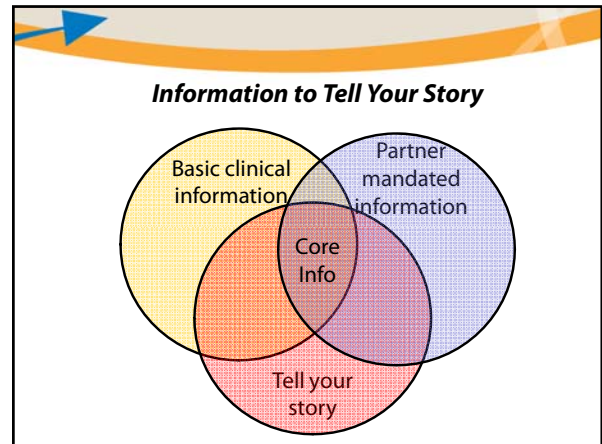 Information to Tell Your Story
Basic clinical
information
Partner
mandated
information
Core
Info
Tell your
story